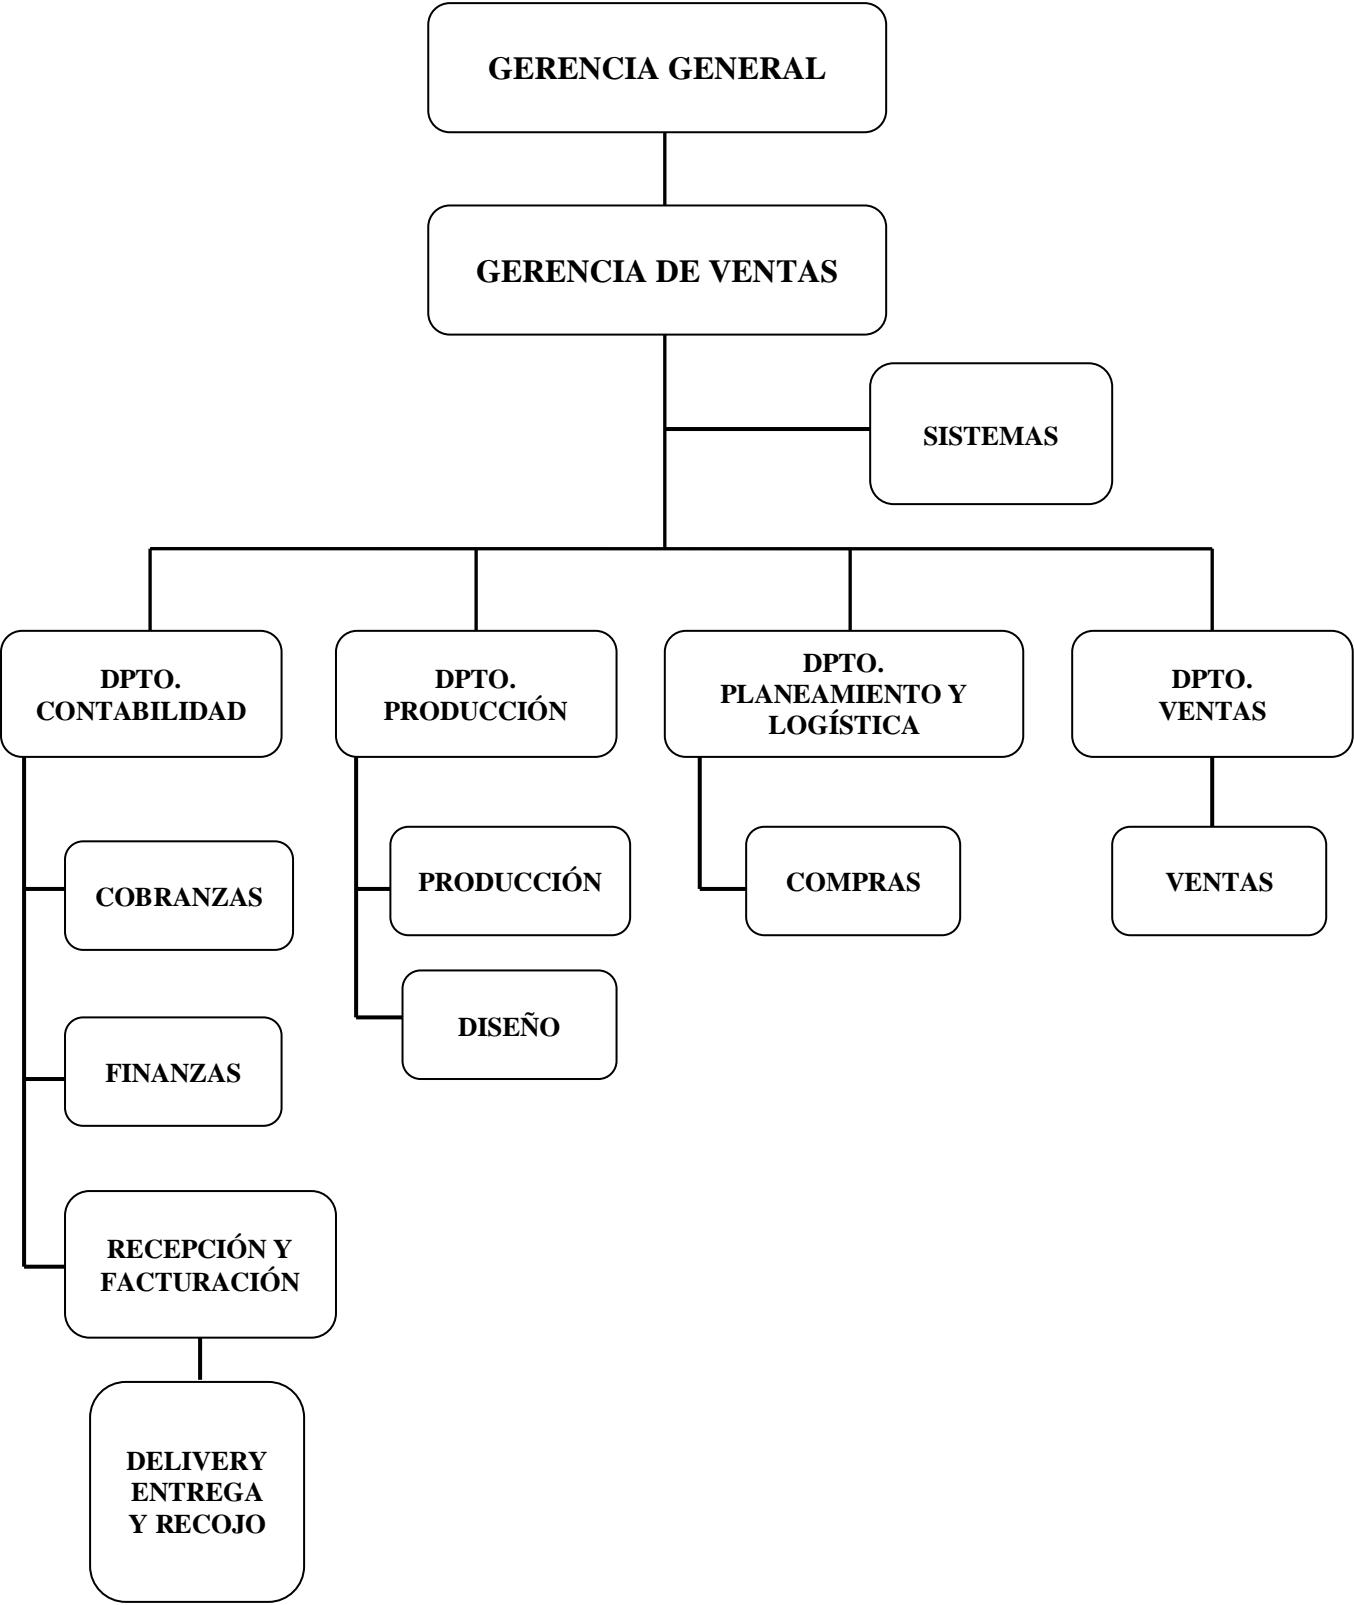 GERENCIA GENERAL
GERENCIA DE VENTAS
SISTEMAS
DPTO.
CONTABILIDAD
DPTO.
PRODUCCIÓN
DPTO.
PLANEAMIENTO Y
LOGÍSTICA
DPTO.
VENTAS
COBRANZAS
PRODUCCIÓN
COMPRAS
VENTAS
DISEÑO
FINANZAS
RECEPCIÓN Y
FACTURACIÓN
DELIVERY
ENTREGA
Y RECOJO